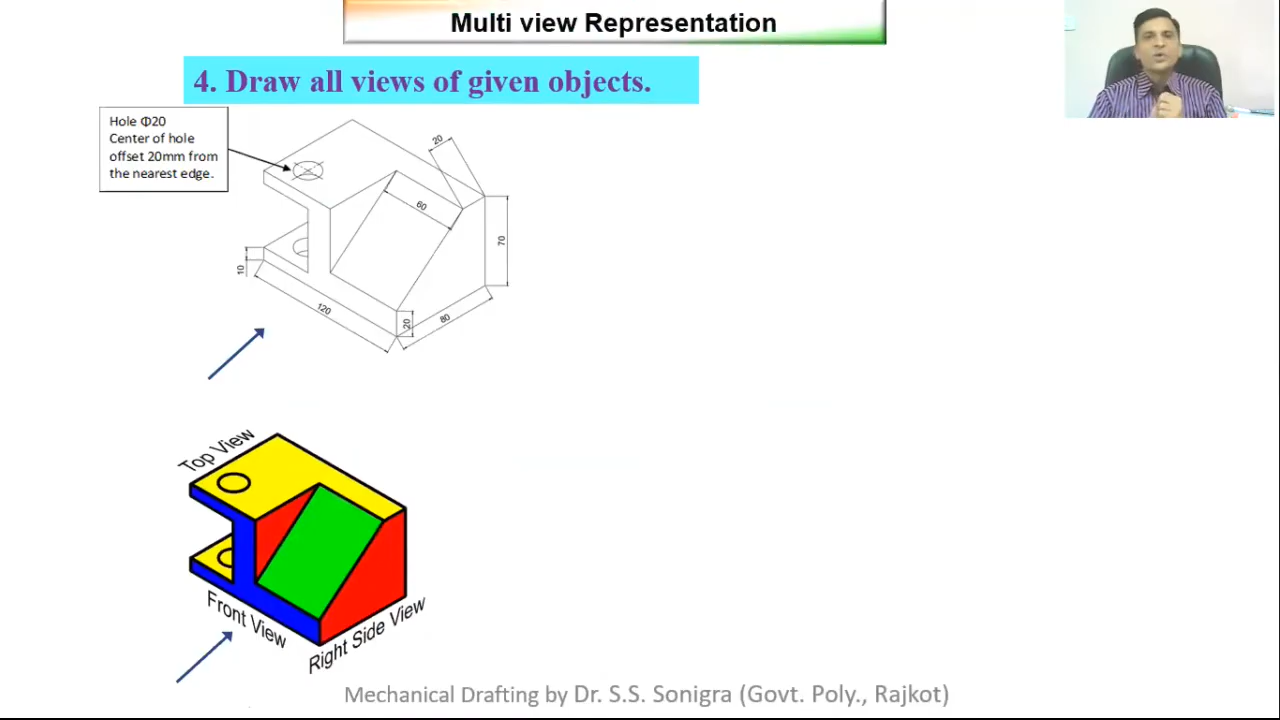 Multi view Representation
4. Draw all views of given objects.
Hole Φ20
Center of hole
offset 20mm from
the nearest edge.
20
60
70
10
120
20
80
Top View
Front View
Right Side View
Mechanical Drafting by Dr. S.S. Sonigra (Govt. Poly., Rajkot)